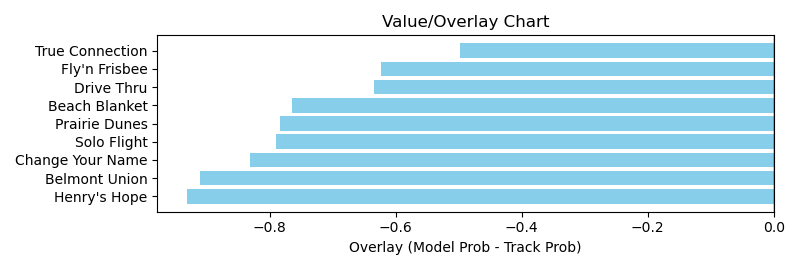 Value/Overlay Chart
True Connection
Fly'n Frisbee
Drive Thru
Beach Blanket
Prairie Dunes
Solo Flight
Change Your Name
Belmont Union
Henry's Hope
−0.8 −0.6 −0.4 −0.2 0.0
Overlay (Model Prob - Track Prob)